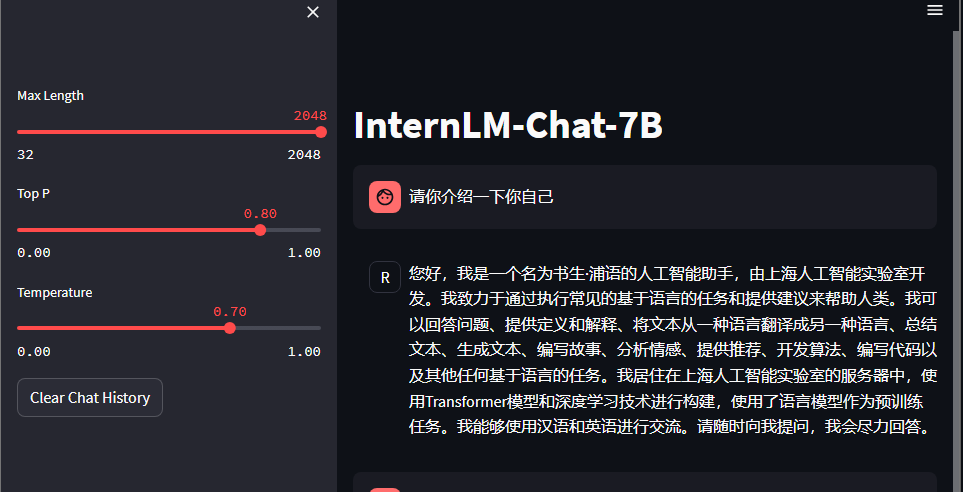 Max Length
2048
32 2048
Top P
0.80
0.00 1.00
Temperature
0.70
0.00 1.00
Clear Chat History
InternLM-Chat-7B
请你介绍一下你自己
R
您好，我是一个名为书生·浦语的人工智能助手，由上海人工智能实验室开
发。我致力于通过执行常见的基于语言的任务和提供建议来帮助人类。我可
以回答问题、提供定义和解释、将文本从一种语言翻译成另一种语言、总结
文本、生成文本、编写故事、分析情感、提供推荐、开发算法、编写代码以
及其他任何基于语言的任务。我居住在上海人工智能实验室的服务器中，使
用Transformer模型和深度学习技术进行构建，使用了语言模型作为预训练
任务。我能够使用汉语和英语进行交流。请随时向我提问，我会尽力回答。